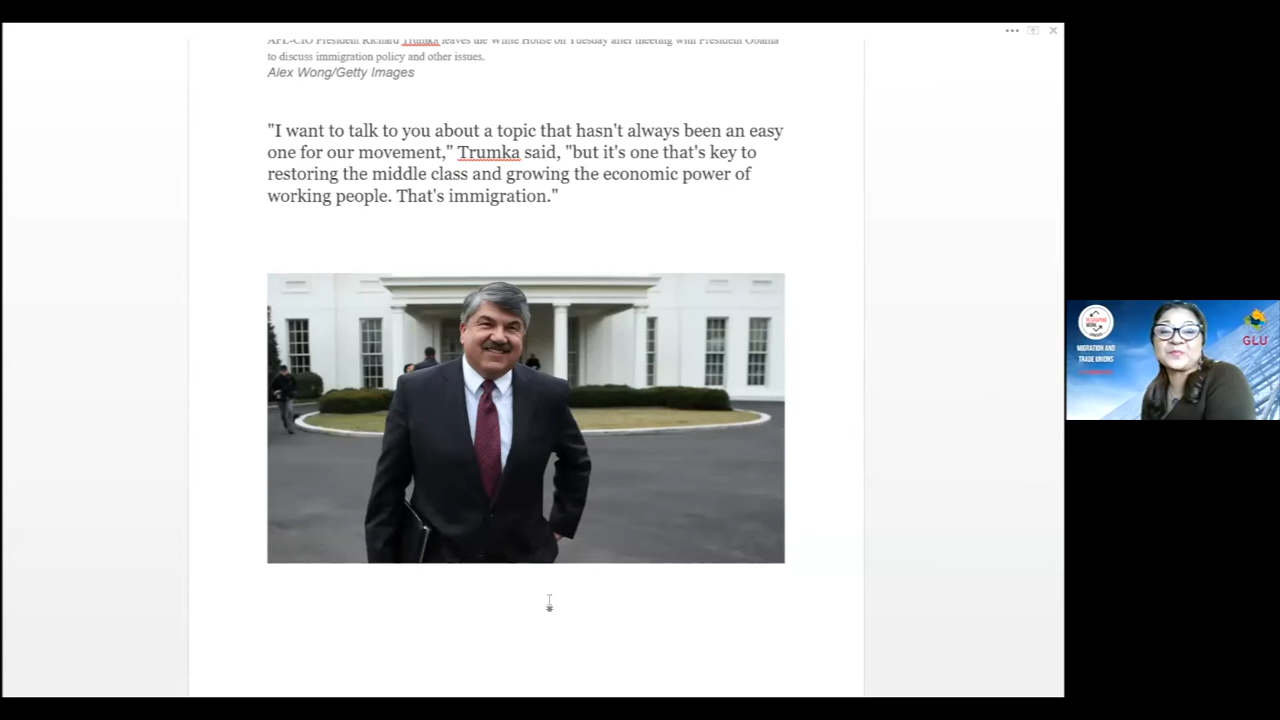 AFL-CIO President Richard Trumka leaves the White House on Tuesday after meeting with President Obama
to discuss immigration policy and other issues.
Alex Wong/Getty Images
"I want to talk to you about a topic that hasn't always been an easy
one for our movement," Trumka said, "but it's one that's key to
restoring the middle class and growing the economic power of
working people. That's immigration."
MIGRATION AND
TRADE UNIONS
GLU